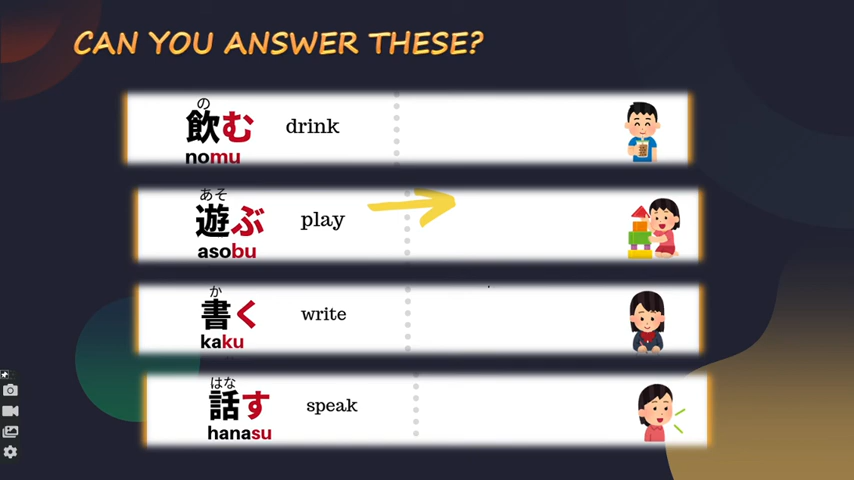 CAN YOU ANSWER THESE?
の
飲む drink
nomu
あそ
遊ぶ play
asobu
か
書く write
kaku
はな
話す speak
hanasu